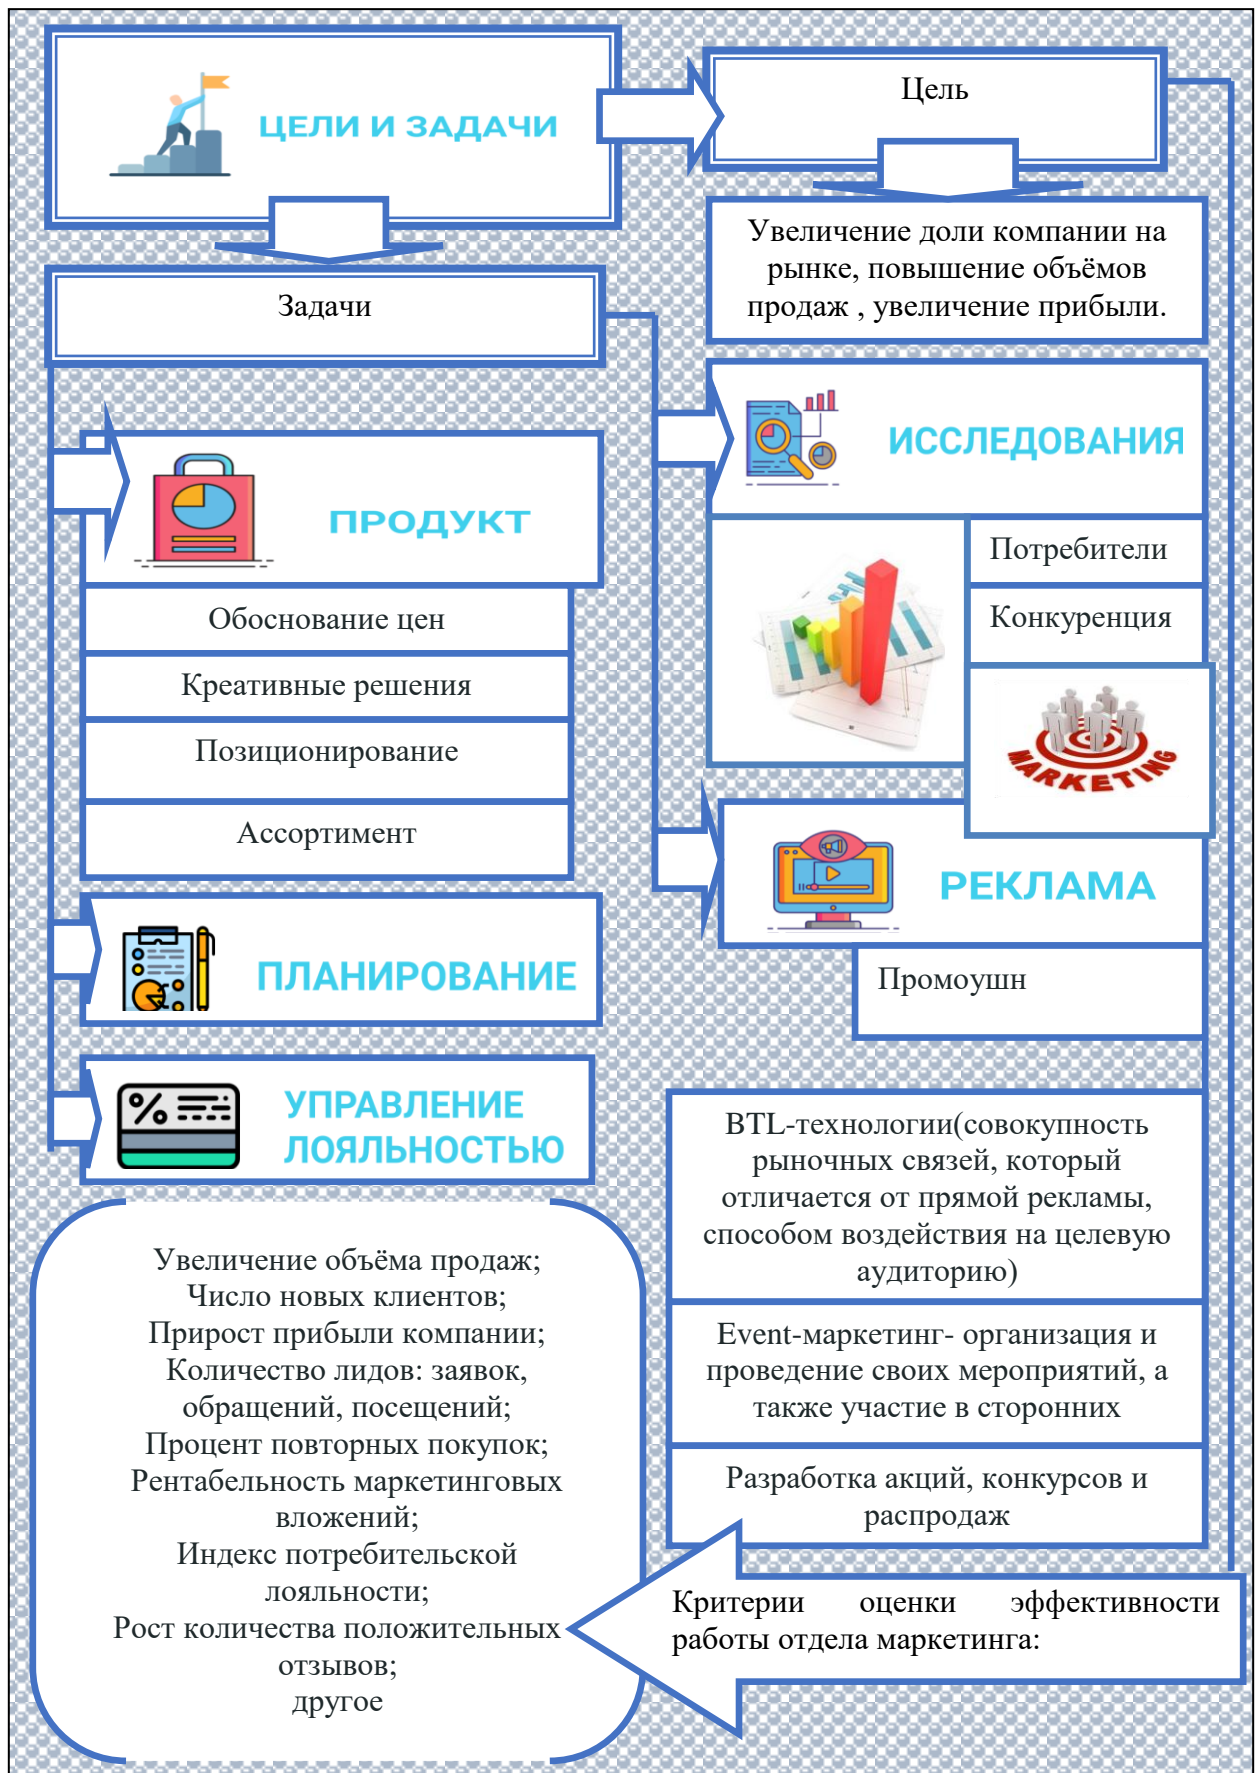 ЦЕЛИ И ЗАДАЧИ
Цель
Увеличение доли компании на
рынке, повышение объёмов
продаж , увеличение прибыли.
Задачи
ПРОДУКТ
Обоснование цен
Креативные решения
Позиционирование
Ассортимент
ПЛАНИРОВАНИЕ
УПРАВЛЕНИЕ
ЛОЯЛЬНОСТЬЮ
ИССЛЕДОВАНИЯ
Потребители
Конкуренция
MARKETING
РЕКЛАМА
Промоушн
BTL-технологии(совокупность
рыночных связей, который
отличается от прямой рекламы,
способом воздействия на целевую
аудиторию)
Event-маркетинг- организация и
проведение своих мероприятий, а
также участие в сторонних
Разработка акций, конкурсов и
распродаж
Критерии оценки эффективности
работы отдела маркетинга:
Увеличение объёма продаж;
Число новых клиентов;
Прирост прибыли компании;
Количество лидов: заявок,
обращений, посещений;
Процент повторных покупок;
Рентабельность маркетинговых
вложений;
Индекс потребительской
лояльности;
Рост количества положительных
отзывов;
другое